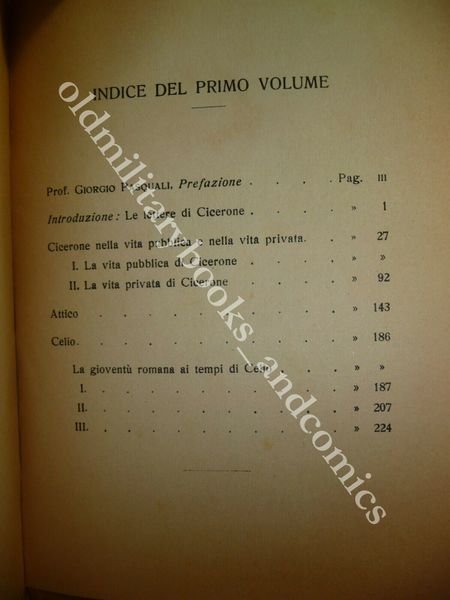 INDICE DEL PRIMO VOLUME
Prof. GIORGIO PASQUALI, Prefazione . . . . Pag. III
Introduzione: Le lettere di Cicerone . . . . » 1
Cicerone nella vita pubblica e nella vita privata. . » 27
I. La vita pubblica di Cicerone . . . . » »
II. La vita privata di Cicerone . . . . » 92
Attico . . . . . . . . » 143
Celio. . . . . . . . . » 186
La gioventù romana ai tempi di Celio . . . » »
I. . . . . . . . . » 187
II. . . . . . . . . » 207
III. . . . . . . . . » 224
oldmilitarybooks_andcomics